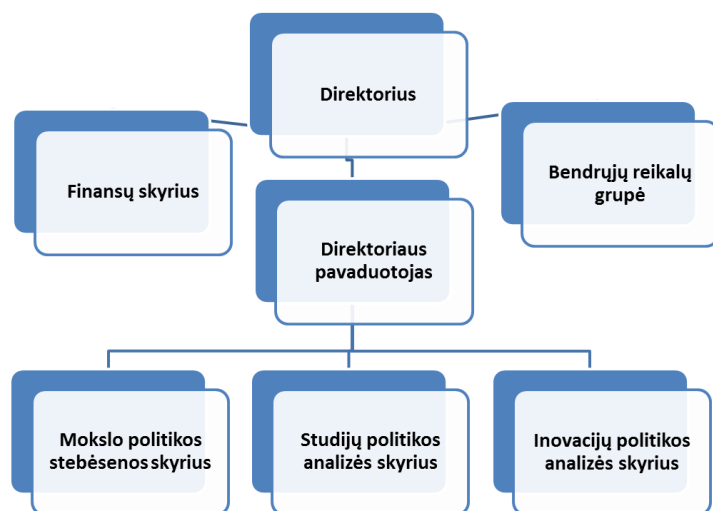 Direktorius
Finansų skyrius
Bendrųjų reikalų
grupė
Direktoriaus
pavaduotojas
Mokslo politikos
stebėsenos skyrius
Studijų politikos
analizės skyrius
Inovacijų politikos
analizės skyrius